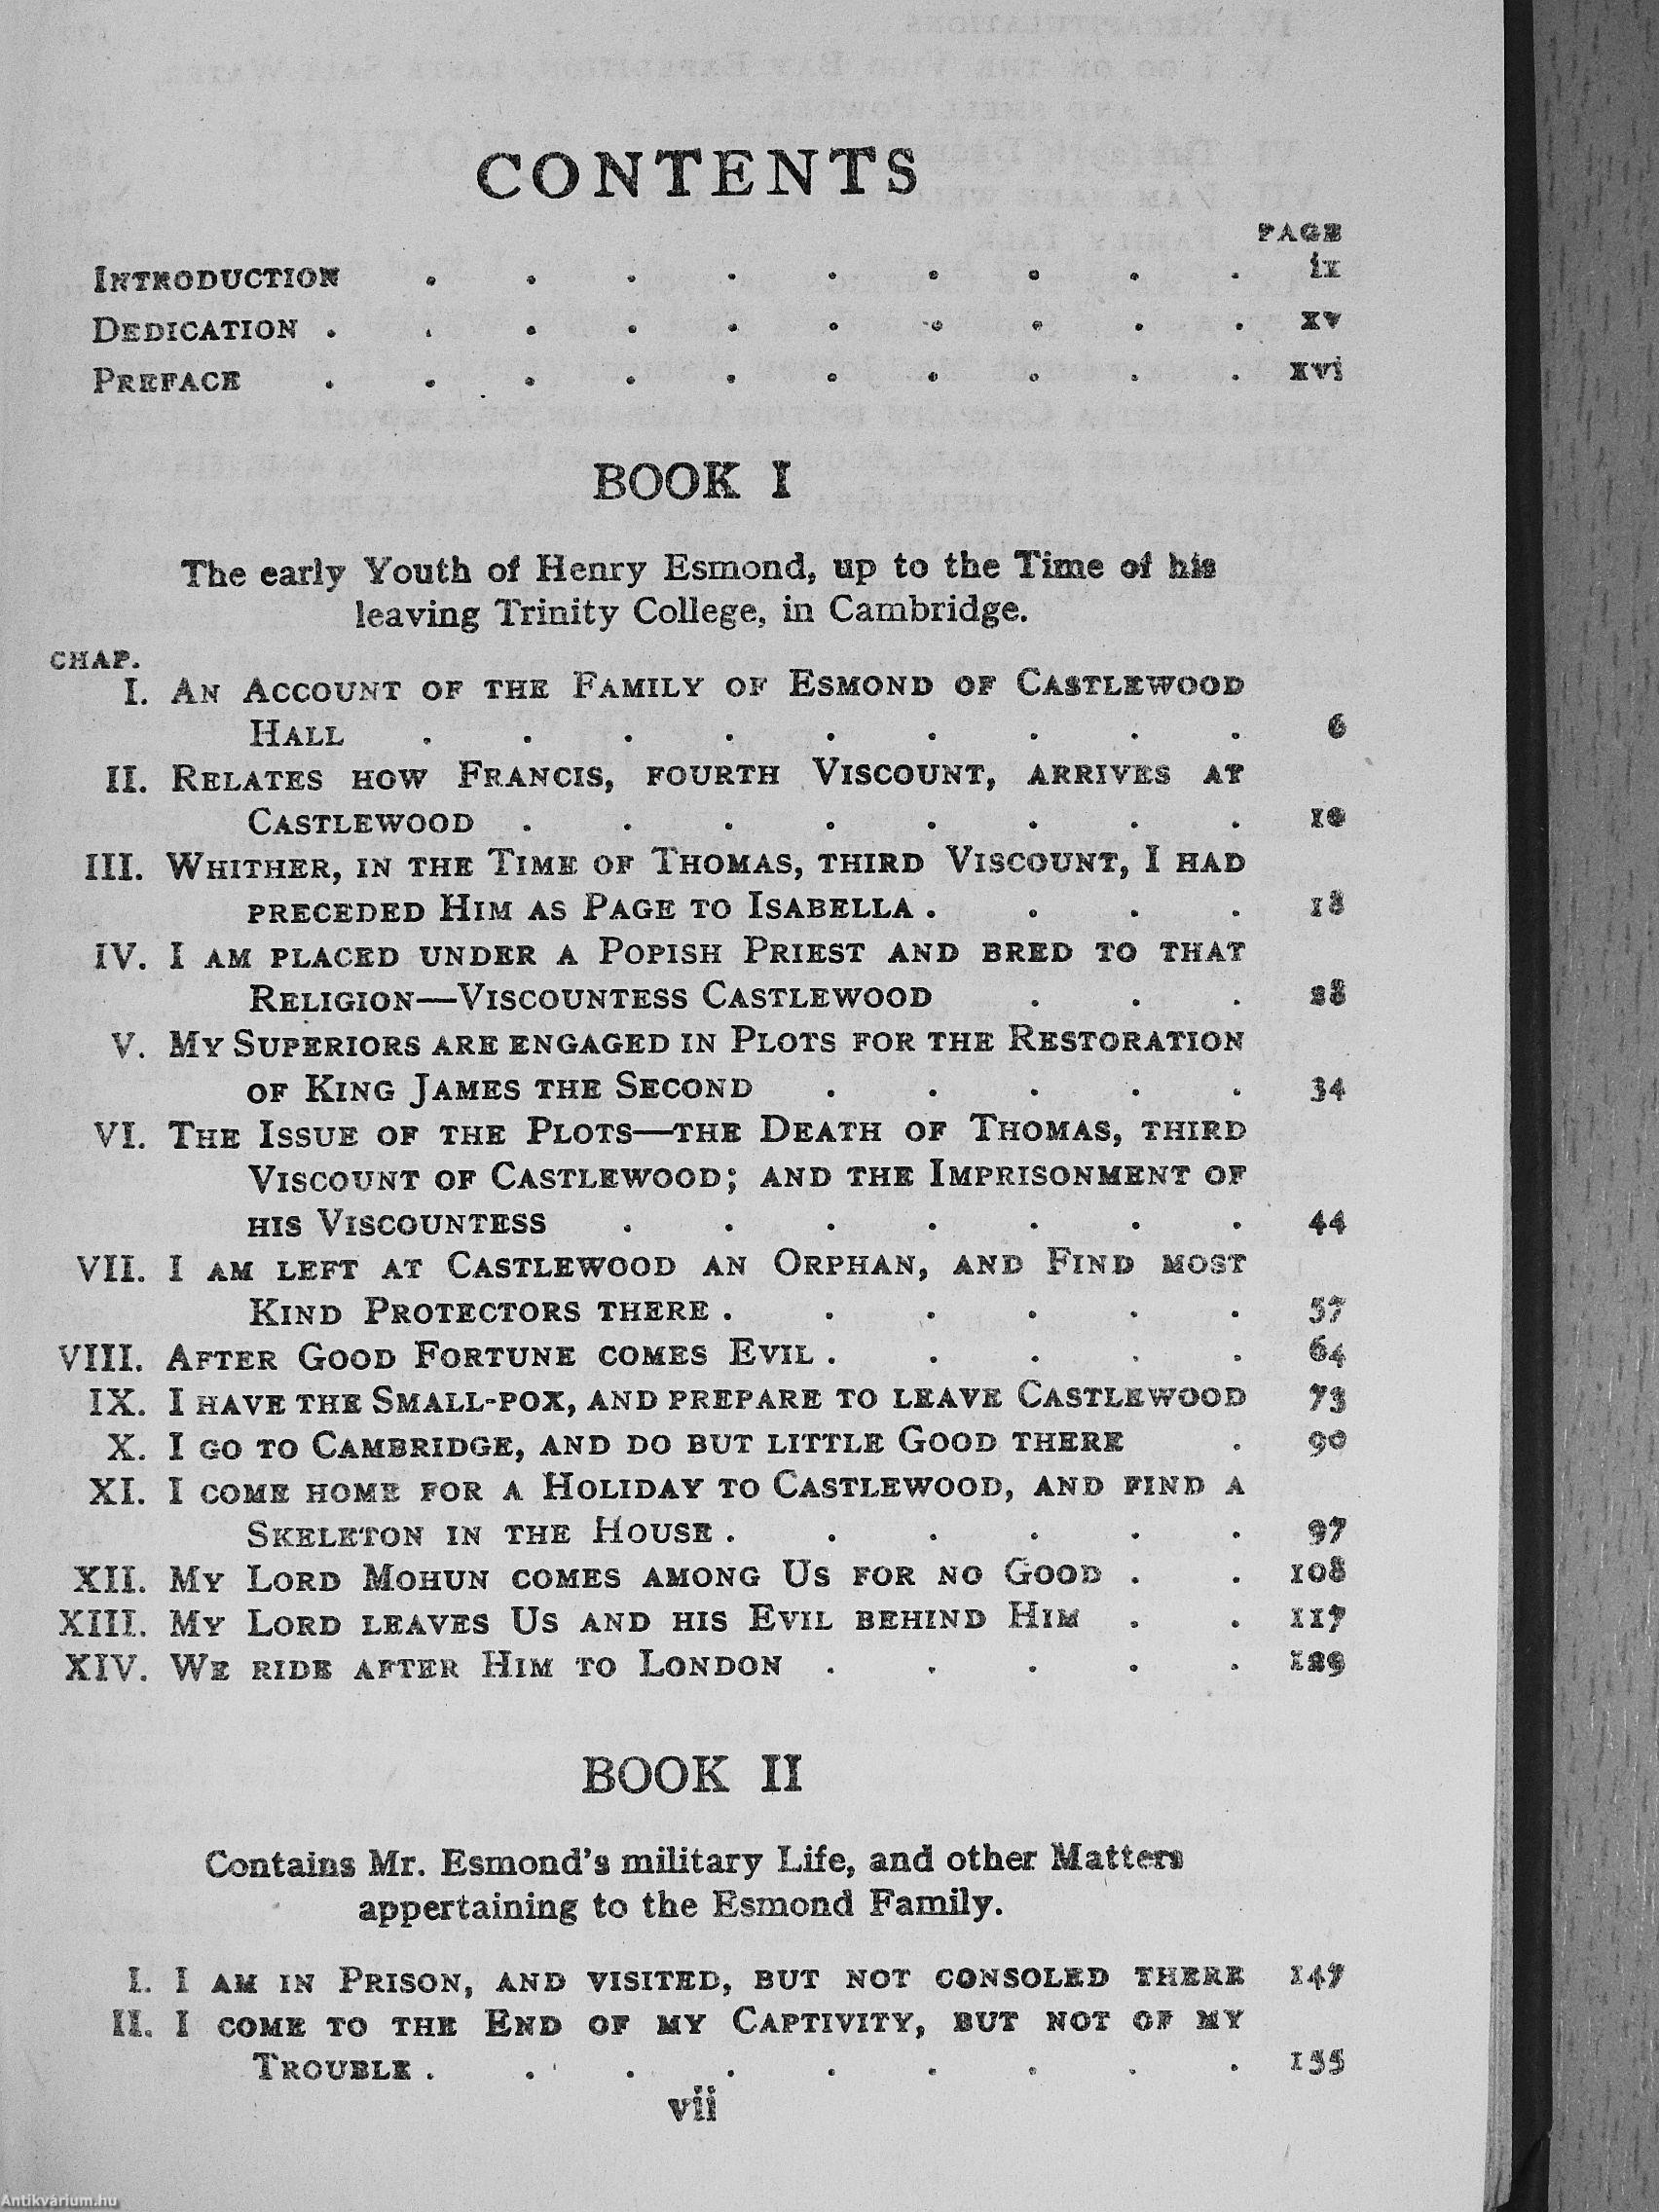 CONTENTS
PAGE
INTRODUCTION . . . . . . . . . ix
DEDICATION . . . . . . . . . . xv
PREFACE . . . . . . . . . . xvi
BOOK I
The early Youth of Henry Esmond, up to the Time of his
leaving Trinity College, in Cambridge.
CHAP.
I. AN ACCOUNT OF THE FAMILY OF ESMOND OF CASTLEWOOD
HALL . . . . . . . . . 6
II. RELATES HOW FRANCIS, FOURTH VISCOUNT, ARRIVES AT
CASTLEWOOD . . . . . . . . 10
III. WHITHER, IN THE TIME OF THOMAS, THIRD VISCOUNT, I HAD
PRECEDED HIM AS PAGE TO ISABELLA . . . . 18
IV. I AM PLACED UNDER A POPISH PRIEST AND BRED TO THAT
RELIGION—VISCOUNTESS CASTLEWOOD . . . 28
V. MY SUPERIORS ARE ENGAGED IN PLOTS FOR THE RESTORATION
OF KING JAMES THE SECOND . . . . . 34
VI. THE ISSUE OF THE PLOTS—THE DEATH OF THOMAS, THIRD
VISCOUNT OF CASTLEWOOD; AND THE IMPRISONMENT OF
HIS VISCOUNTESS . . . . . . . 44
VII. I AM LEFT AT CASTLEWOOD AN ORPHAN, AND FIND MOST
KIND PROTECTORS THERE . . . . . . 57
VIII. AFTER GOOD FORTUNE COMES EVIL . . . . . 64
IX. I HAVE THE SMALL-POX, AND PREPARE TO LEAVE CASTLEWOOD 73
X. I GO TO CAMBRIDGE, AND DO BUT LITTLE GOOD THERE . 90
XI. I COME HOME FOR A HOLIDAY TO CASTLEWOOD, AND FIND A
SKELETON IN THE HOUSE . . . . . . 97
XII. MY LORD MOHUN COMES AMONG US FOR NO GOOD . . 108
XIII. MY LORD LEAVES US AND HIS EVIL BEHIND HIM . . 117
XIV. WE RIDE AFTER HIM TO LONDON . . . . . 129
BOOK II
Contains Mr. Esmond's military Life, and other Matters
appertaining to the Esmond Family.
I. I AM IN PRISON, AND VISITED, BUT NOT CONSOLED THERE 147
II. I COME TO THE END OF MY CAPTIVITY, BUT NOT OF MY
TROUBLE . . . . . . . . . 155
vii
Antikvárium.hu